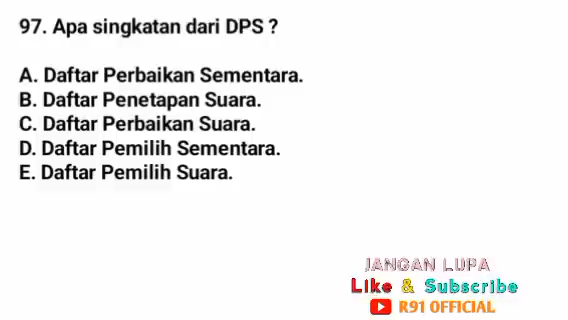 97. Apa singkatan dari DPS ?
A. Daftar Perbaikan Sementara.
B. Daftar Penetapan Suara.
C. Daftar Perbaikan Suara.
D. Daftar Pemilih Sementara.
E. Daftar Pemilih Suara.
JANGAN LUPA
Like & Subscribe
R91 OFFICIAL